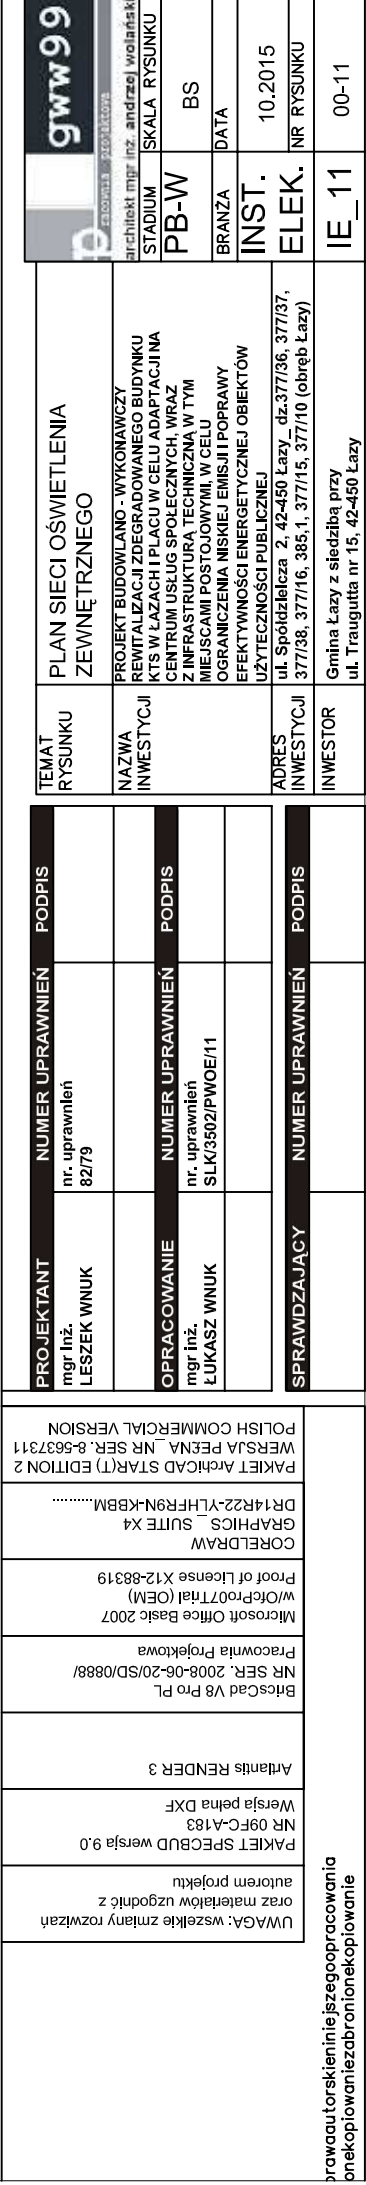 gww99
pracownia projektowa
architekt mgr inż. andrzej wolański
STADIUM
SKALA RYSUNKU
PB-W
BS
BRANŻA
DATA
INST.
ELEK.
10.2015
NR RYSUNKU
IE_11
00-11
TEMAT
RYSUNKU
PLAN SIECI OŚWIETLENIA
ZEWNĘTRZNEGO
NAZWA
INWESTYCJI
PROJEKT BUDOWLANO - WYKONAWCZY
REWITALIZACJI ZDEGRADOWANEGO BUDYNKU
KTS W ŁAZACH I PLACU W CELU ADAPTACJI NA
CENTRUM USŁUG SPOŁECZNYCH, WRAZ
Z INFRASTRUKTURĄ TECHNICZNĄ W TYM
MIEJSCAMI POSTOJOWYMI, W CELU
OGRANICZENIA NISKIEJ EMISJI I POPRAWY
EFEKTYWNOŚCI ENERGETYCZNEJ OBIEKTÓW
UŻYTECZNOŚCI PUBLICZNEJ
ADRES
INWESTYCJI
ul. Spółdzielcza 2, 42-450 Łazy_ dz.377/36, 377/37,
377/38, 377/16, 385,1, 377/15, 377/10 (obręb Łazy)
INWESTOR
Gmina Łazy z siedzibą przy
ul. Traugutta nr 15, 42-450 Łazy
PROJEKTANT NUMER UPRAWNIEŃ PODPIS
mgr inż.
LESZEK WNUK
nr. uprawnień
82/79
OPRACOWANIE NUMER UPRAWNIEŃ PODPIS
mgr inż.
ŁUKASZ WNUK
nr. uprawnień
SLK/3502/PWOE/11
SPRAWDZAJĄCY NUMER UPRAWNIEŃ PODPIS
UWAGA: wszelkie zmiany rozwizań
oraz materiałów uzgodnić z
autorem projektu
PAKIET SPECBUD wersja 9.0
NR 09FC-A183
Wersja pełna DXF
Artlantis RENDER 3
BricsCad V8 Pro PL
NR SER. 2008-06-20/SD/0888/
Pracownia Projektowa
Microsoft Office Basic 2007
w/OfcPro07Trial (OEM)
Proof of License X12-88319
CORELDRAW
GRAPHICS_ SUITE X4
DR14R22-YLHFR9N-KBBM-..........
PAKIET ArchiCAD STAR(T) EDITION 2
WERSJA PEŁNA _NR SER. 8-5637311
POLISH COMMERCIAL VERSION
prawaautorskieniniejszegoopracowania
onekopiowaniezabronionekopiowanie